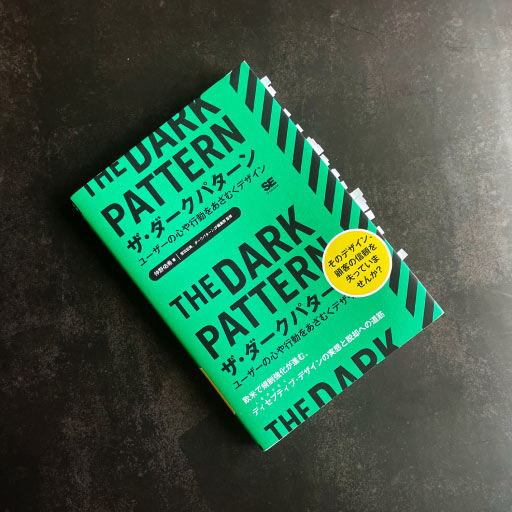 THE DARK
PATTERN
ザ・ダークパターン
ユーザーの心や行動をあざむくデザイン
仲野佑希 著
SE
THE DARK
PATTERN
ザ・ダークパター
ユーザーの心や行動をあざむくデザ
そのデザイン、
顧客の信頼を
失っていま
せんか？
欧米で規制強化が進む、
ディセプティブ・デザインの実態と脱却への道筋
THE DARK